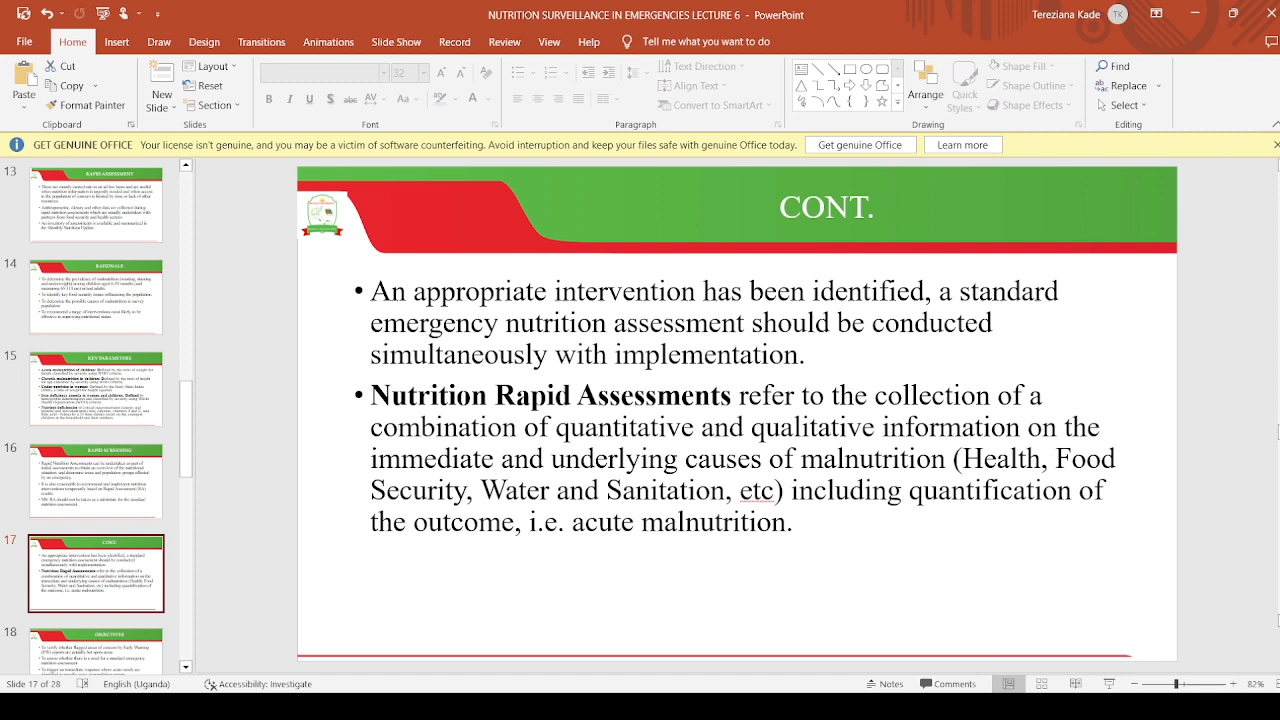 NUTRITION SURVEILLANCE IN EMERGENCIES LECTURE 6 - PowerPoint
Tereziana Kade TK
File Home Insert Draw Design Transitions Animations Slide Show Record Review View Help Tell me what you want to do
Paste
Cut
Copy
Format Painter
Clipboard
New
Slide
Layout
Reset
Section
Slides
32
Font
Paragraph
Text Direction
Align Text
Convert to SmartArt
Arrange
Quick
Styles
Shape Fill
Shape Outline
Shape Effects
Drawing
Find
Replace
Select
Editing
GET GENUINE OFFICE Your license isn't genuine, and you may be a victim of software counterfeiting. Avoid interruption and keep your files safe with genuine Office today. Get genuine Office Learn more
13
RAPID ASSESSMENT
14
RATIONALE
15
KEY PARAMETERS
16
RAPID SCREENING
17
CONT.
18
OBJECTIVES
CONT.
• An appropriate intervention has been identified, a standard
emergency nutrition assessment should be conducted
simultaneously with implementation.
• Nutrition Rapid Assessments refer to the collection of a
combination of quantitative and qualitative information on the
immediate and underlying causes of malnutrition (Health, Food
Security, Water and Sanitation, etc) including quantification of
the outcome, i.e. acute malnutrition.
Slide 17 of 28 English (Uganda) Accessibility: Investigate Notes Comments 82%